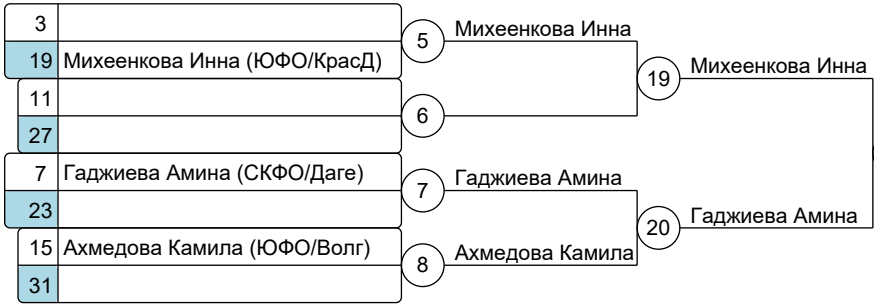 3
19 Михеенкова Инна (ЮФО/КрасД)
11
27
7 Гаджиева Амина (СКФО/Даге)
23
15 Ахмедова Камила (ЮФО/Волг)
31
5 Михеенкова Инна
6
7 Гаджиева Амина
8 Ахмедова Камила
19 Михеенкова Инна
20 Гаджиева Амина